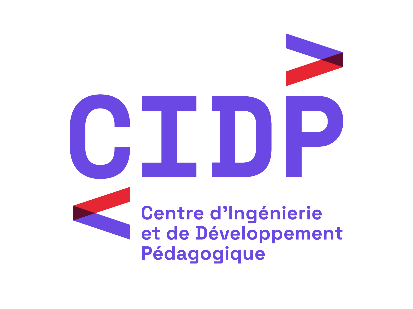 CIDP
Centre d'Ingénierie
et de Développement
Pédagogique